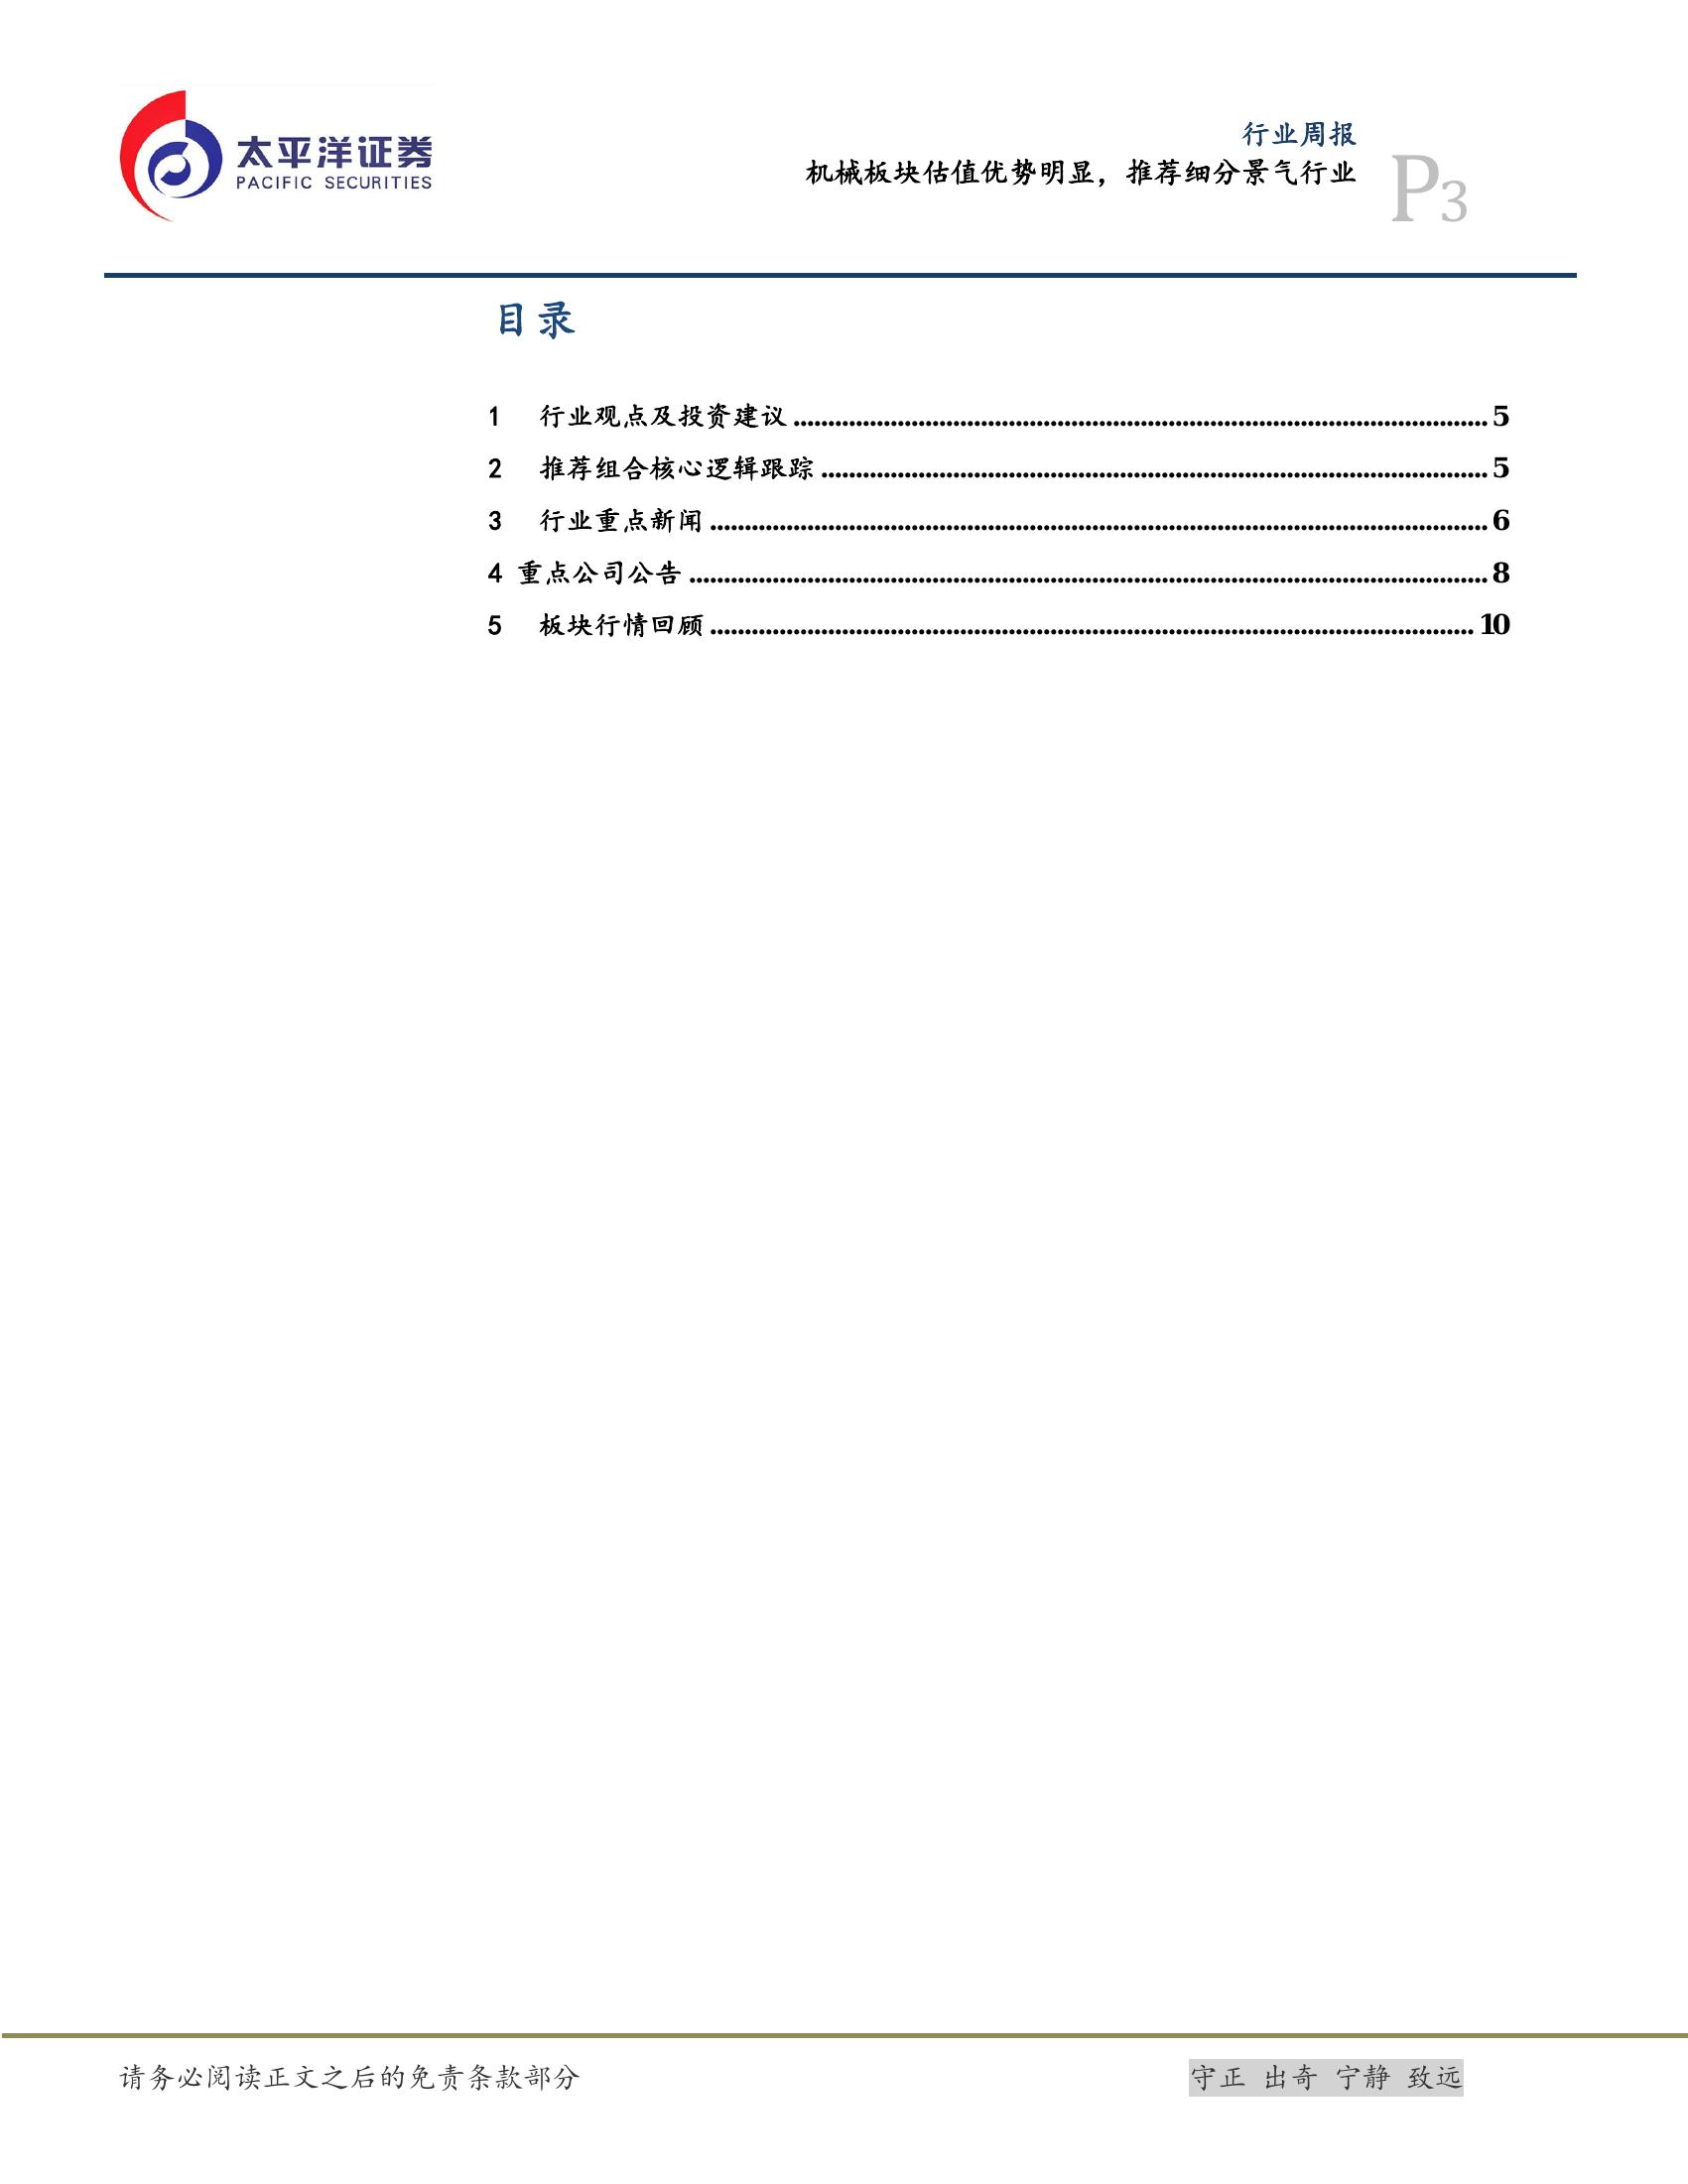 太平洋证券
PACIFIC SECURITIES
行业周报
机械板块估值优势明显，推荐细分景气行业
P3
目录
1 行业观点及投资建议 5
2 推荐组合核心逻辑跟踪 5
3 行业重点新闻 6
4 重点公司公告 8
5 板块行情回顾 10
请务必阅读正文之后的免责条款部分
守正 出奇 宁静 致远